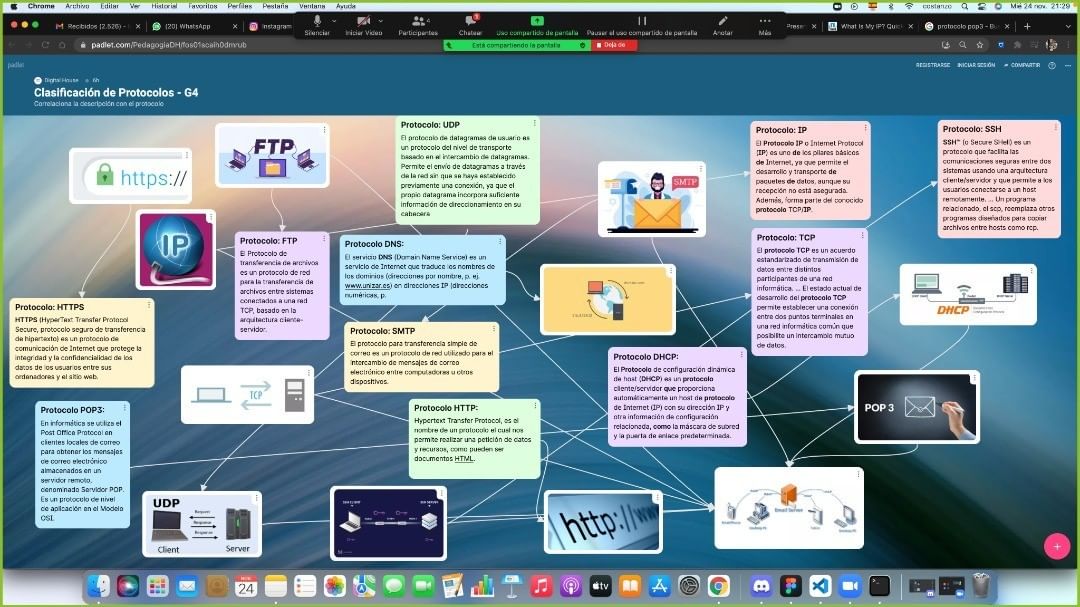 Chrome Archivo Editar Ver Historial Favoritos Perfiles Pestaña Ventana Ayuda
costanzo Mié 24 nov. 21:29
Recibidos (2.526) -
(20) WhatsApp
Instagram
Silenciar
Iniciar Video
Participantes
Chatear
Uso compartido de pantalla
Pausar el uso compartido de pantalla
Anotar
Más
What Is My IP? Quick
protocolo pop3 - Bu
padlet.com/PedagogiaDH/fos01scaih0dmrub
Está compartiendo la pantalla
Deja de
padlet
REGISTRARSE INICIAR SESIÓN COMPARTIR
Digital House 6h
Clasificación de Protocolos - G4
Correlaciona la descripción con el protocolo
https://
FTP
Protocolo: UDP
El protocolo de datagramas de usuario es
un protocolo del nivel de transporte
basado en el intercambio de datagramas.
Permite el envío de datagramas a través
de la red sin que se haya establecido
previamente una conexión, ya que el
propio datagrama incorpora suficiente
información de direccionamiento en su
cabecera
SMTP
Protocolo: IP
El Protocolo IP o Internet Protocol
(IP) es uno de los pilares básicos
de Internet, ya que permite el
desarrollo y transporte de
paquetes de datos, aunque su
recepción no está asegurada.
Además, forma parte del conocido
protocolo TCP/IP.
Protocolo: SSH
SSH™ (o Secure SHell) es un
protocolo que facilita las
comunicaciones seguras entre dos
sistemas usando una arquitectura
cliente/servidor y que permite a los
usuarios conectarse a un host
remotamente. ... Un programa
relacionado, el scp, reemplaza otros
programas diseñados para copiar
archivos entre hosts como rcp.
IP
Protocolo: FTP
El Protocolo de
transferencia de archivos
es un protocolo de red
para la transferencia de
archivos entre sistemas
conectados a una red
TCP, basado en la
arquitectura cliente-
servidor.
Protocolo DNS:
El servicio DNS (Domain Name Service) es un
servicio de Internet que traduce los nombres de
los dominios (direcciones por nombre, p. ej.
www.unizar.es) en direcciones IP (direcciones
numéricas, p.
Protocolo: TCP
El protocolo TCP es un acuerdo
estandarizado de transmisión de
datos entre distintos
participantes de una red
informática. ... El estado actual de
desarrollo del protocolo TCP
permite establecer una conexión
entre dos puntos terminales en
una red informática común que
posibilite un intercambio mutuo
de datos.
DHCP
Protocolo: HTTPS
HTTPS (HyperText Transfer Protocol
Secure, protocolo seguro de transferencia
de hipertexto) es un protocolo de
comunicación de Internet que protege la
integridad y la confidencialidad de los
datos de los usuarios entre sus
ordenadores y el sitio web.
Protocolo: SMTP
El protocolo para transferencia simple de
correo es un protocolo de red utilizado para el
intercambio de mensajes de correo
electrónico entre computadoras u otros
dispositivos.
Protocolo DHCP:
El Protocolo de configuración dinámica
de host (DHCP) es un protocolo
cliente/servidor que proporciona
automáticamente un host de protocolo
de Internet (IP) con su dirección IP y
otra información de configuración
relacionada, como la máscara de subred
y la puerta de enlace predeterminada.
TCP
POP 3
Protocolo POP3:
En informática se utiliza el
Post Office Protocol en
clientes locales de correo
para obtener los mensajes
de correo electrónico
almacenados en un
servidor remoto,
denominado Servidor POP.
Es un protocolo de nivel
de aplicación en el Modelo
OSI.
Protocolo HTTP:
Hypertext Transfer Protocol, es el
nombre de un protocolo el cual nos
permite realizar una petición de datos
y recursos, como pueden ser
documentos HTML.
UDP
Request
Response
Response
Client Server
http://w
Email Server
NOV
24
tv